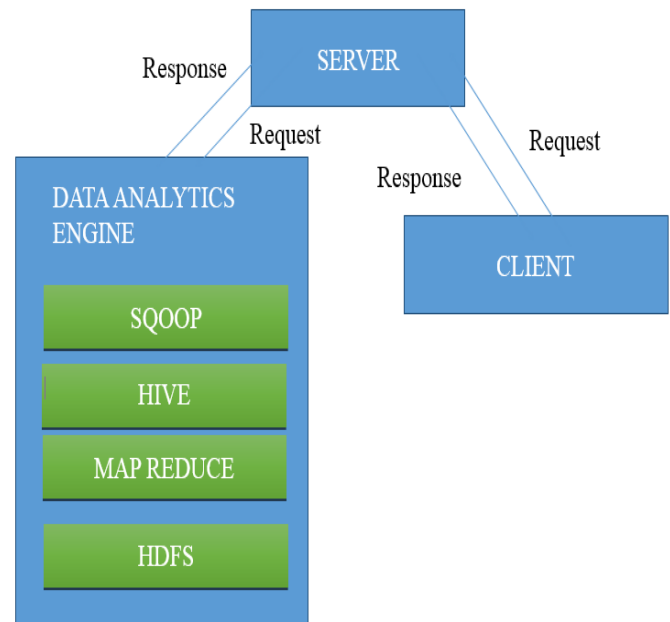 SERVER
Response
Request
Request
Response
DATA ANALYTICS
ENGINE
CLIENT
SQOOP
HIVE
MAP REDUCE
HDFS